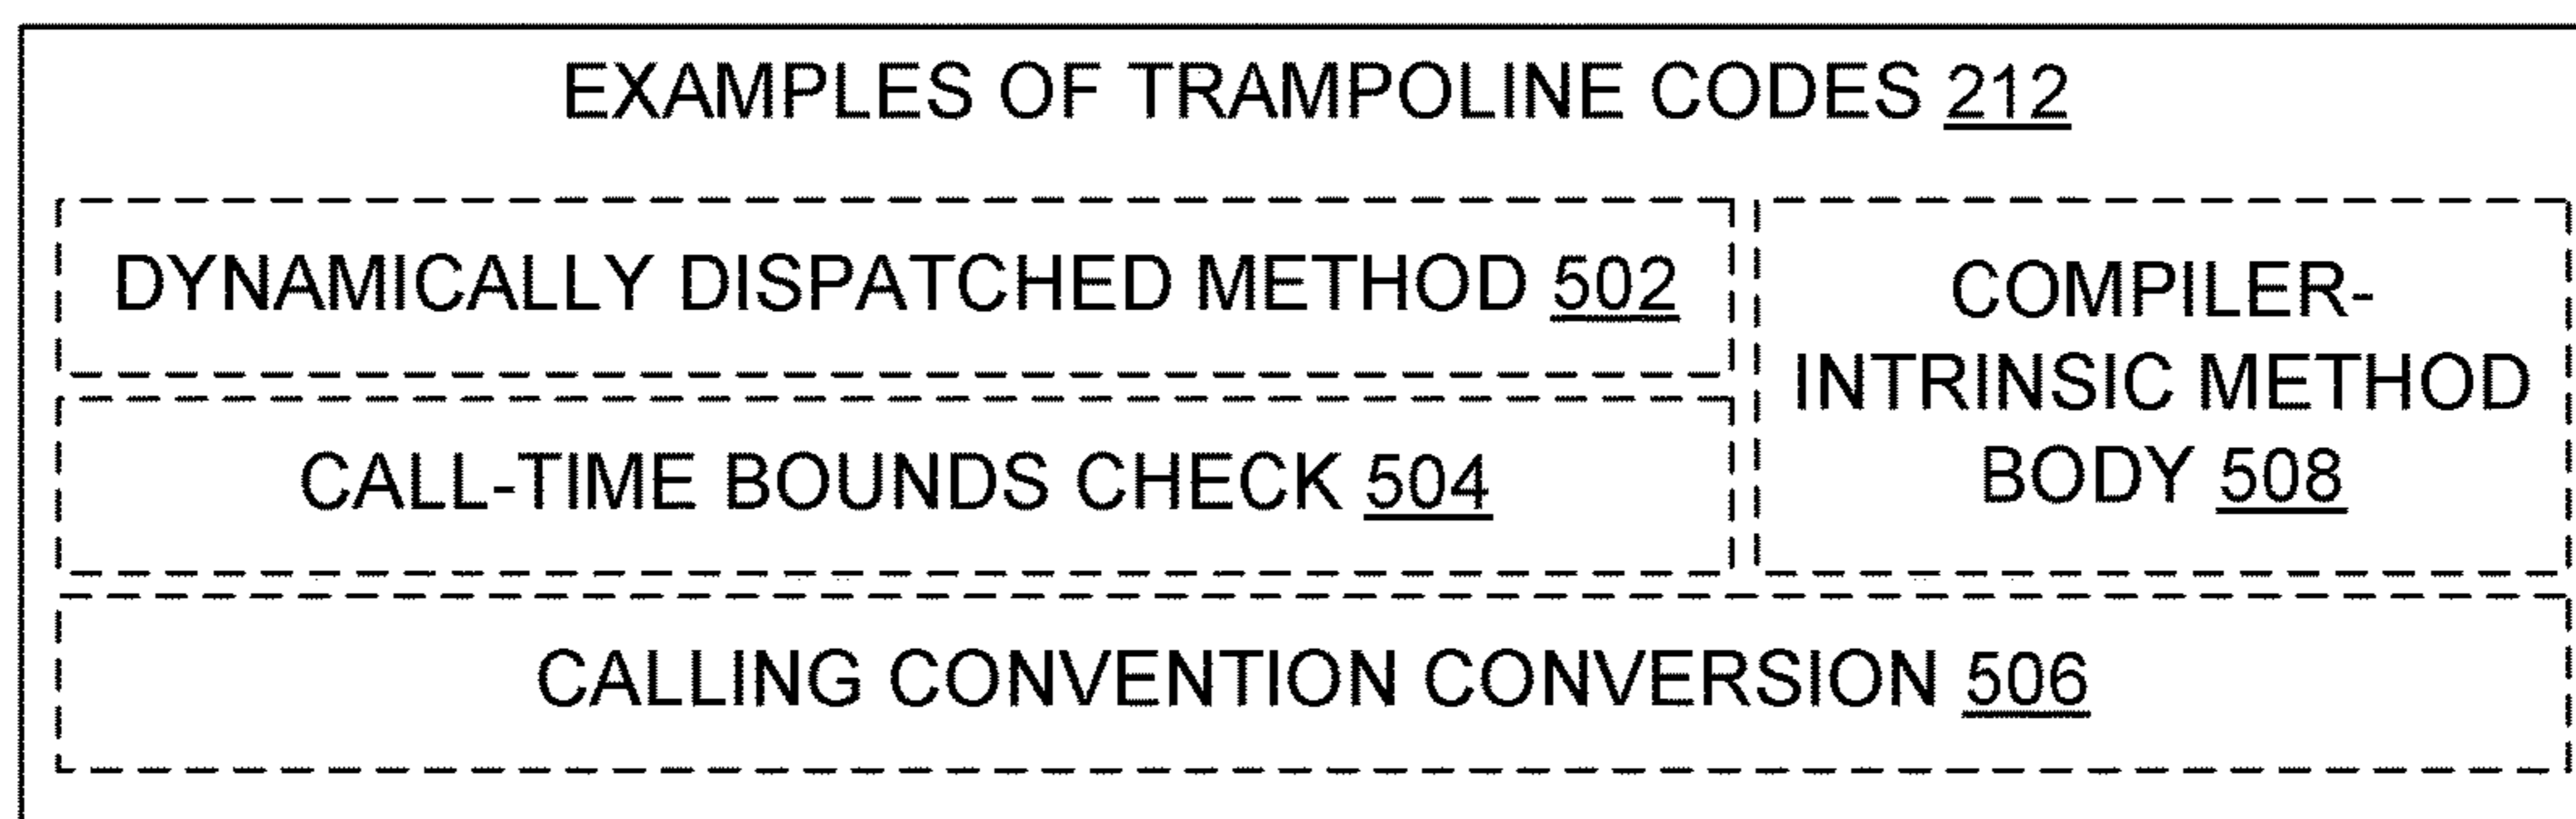 EXAMPLES OF TRAMPOLINE CODES 212
DYNAMICALLY DISPATCHED METHOD 502
CALL-TIME BOUNDS CHECK 504
COMPILER-
INTRINSIC METHOD
BODY 508
CALLING CONVENTION CONVERSION 506